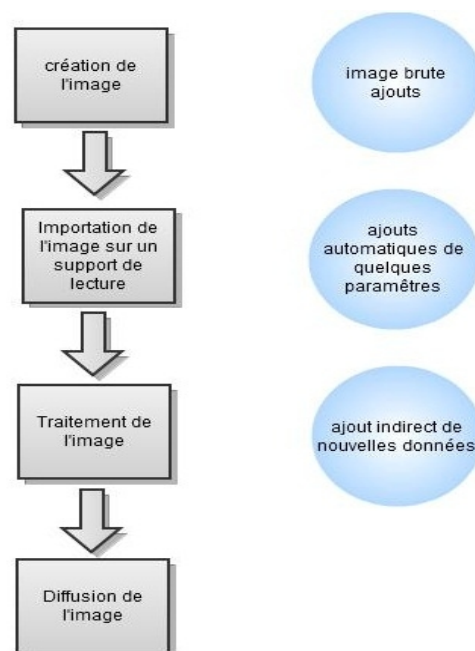 création de
l'image
image brute
ajouts
Importation de
l'image sur un
support de
lecture
ajouts
automatiques de
quelques
paramêtres
Traitement de
l'image
ajout indirect de
nouvelles données
Diffusion de
l'image